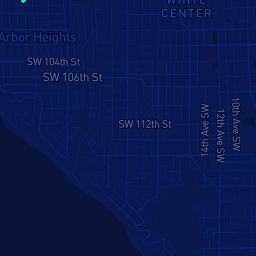 WHITE
CENTER
Arbor Heights
SW 104th St
SW 106th St
SW 112th St
14th Ave SW
12th Ave SW
10th Ave SW